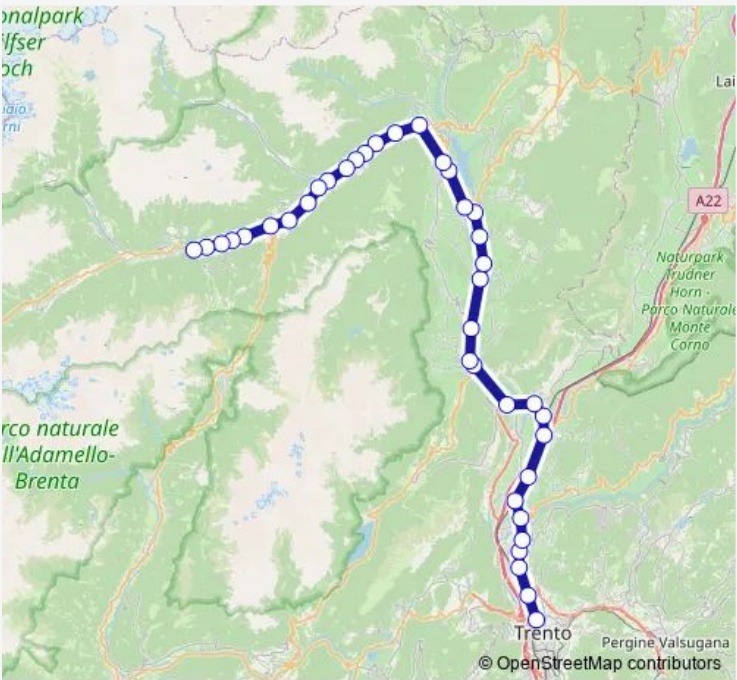 onalpark
ilfser
och
Lai
A22
Naturpark
Trudner
Horn -
Parco Naturale
Monte
Corno
rco naturale
ll'Adamello-
Brenta
Trento
Pergine Valsugana
© OpenStreetMap contributors